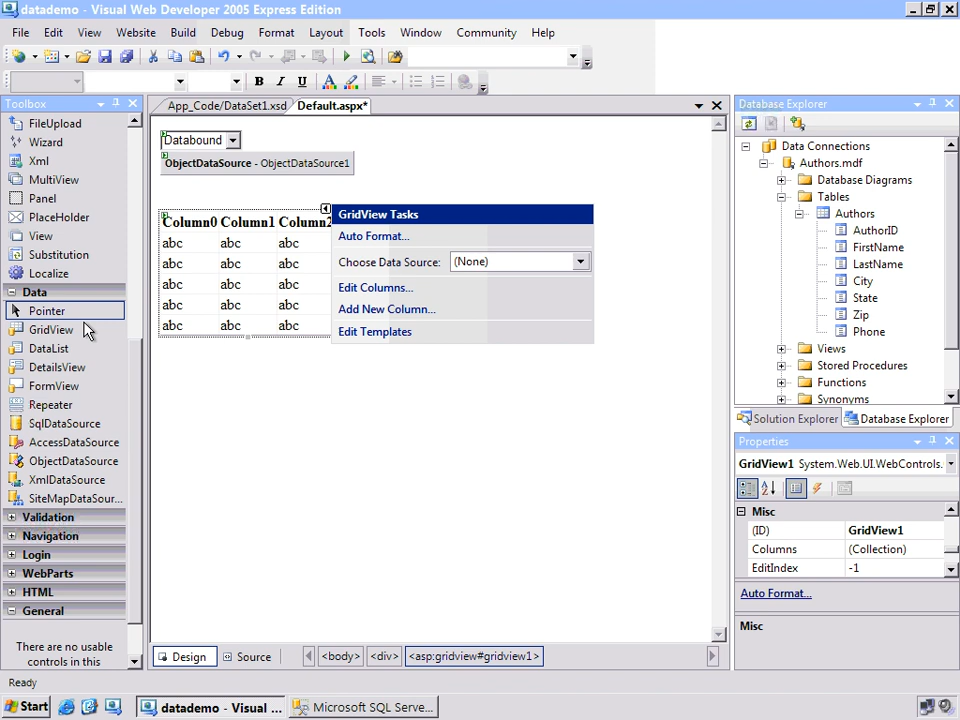 datademo - Visual Web Developer 2005 Express Edition
File Edit View Website Build Debug Format Layout Tools Window Community Help
B I U A
Toolbox
FileUpload
Wizard
Xml
MultiView
Panel
PlaceHolder
View
Substitution
Localize
Data
Pointer
GridView
DataList
DetailsView
FormView
Repeater
SqlDataSource
AccessDataSource
ObjectDataSource
XmlDataSource
SiteMapDataSour...
Validation
Navigation
Login
WebParts
HTML
General
There are no usable
controls in this
App_Code/DataSet1.xsd Default.aspx*
Databound
ObjectDataSource - ObjectDataSource1
Column0 Column1 Column2
abc abc abc
abc abc abc
abc abc abc
abc abc abc
abc abc abc
GridView Tasks
Auto Format...
Choose Data Source: (None)
Edit Columns...
Add New Column...
Edit Templates
Design Source <body> <div> <asp:gridview#gridview1>
Database Explorer
Data Connections
Authors.mdf
Database Diagrams
Tables
Authors
AuthorID
FirstName
LastName
City
State
Zip
Phone
Views
Stored Procedures
Functions
Synonyms
Solution Explorer Database Explorer
Properties
GridView1 System.Web.UI.WebControls.
Misc
(ID) GridView1
Columns (Collection)
EditIndex -1
Auto Format...
Misc
Ready
Start datademo - Visual ... Microsoft SQL Serve...